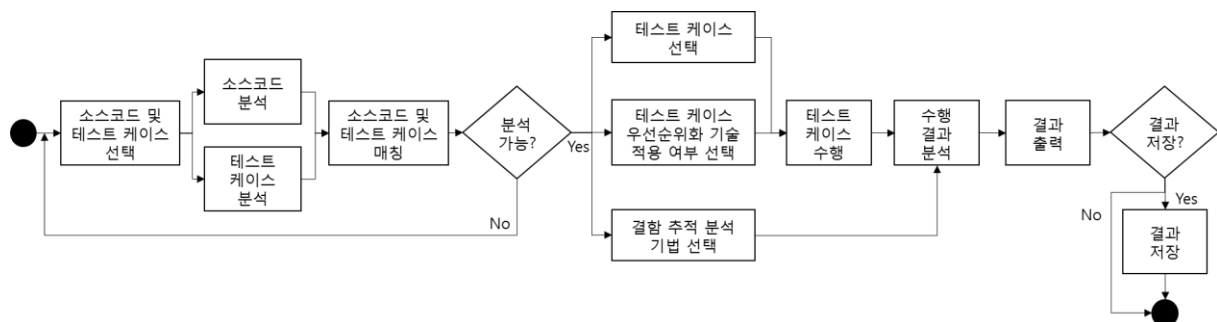 소스코드 및
테스트 케이스
선택
소스코드
분석
테스트
케이스
분석
소스코드 및
테스트 케이스
매칭
분석
가능?
No
Yes
테스트 케이스
선택
테스트 케이스
우선순위화 기술
적용 여부 선택
결함 추적 분석
기법 선택
테스트
케이스
수행
수행
결과
분석
결과
출력
결과
저장?
No
Yes
결과
저장